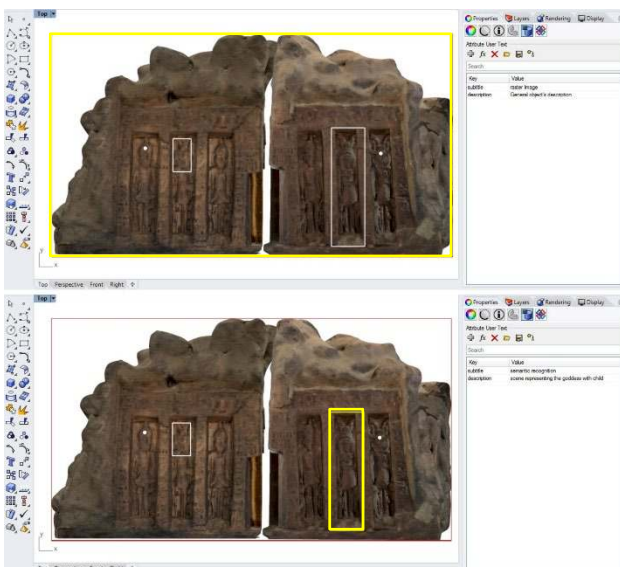 Top
Properties Layers Rendering Display
Attribute User Text
Search
Key Value
subtitle raster image
description General object's description
y
x
Top Perspective Front Right
Top
Properties Layers Rendering Display
Attribute User Text
Search
Key Value
subtitle semantic recognition
description scene representing the goddess with child
y
x